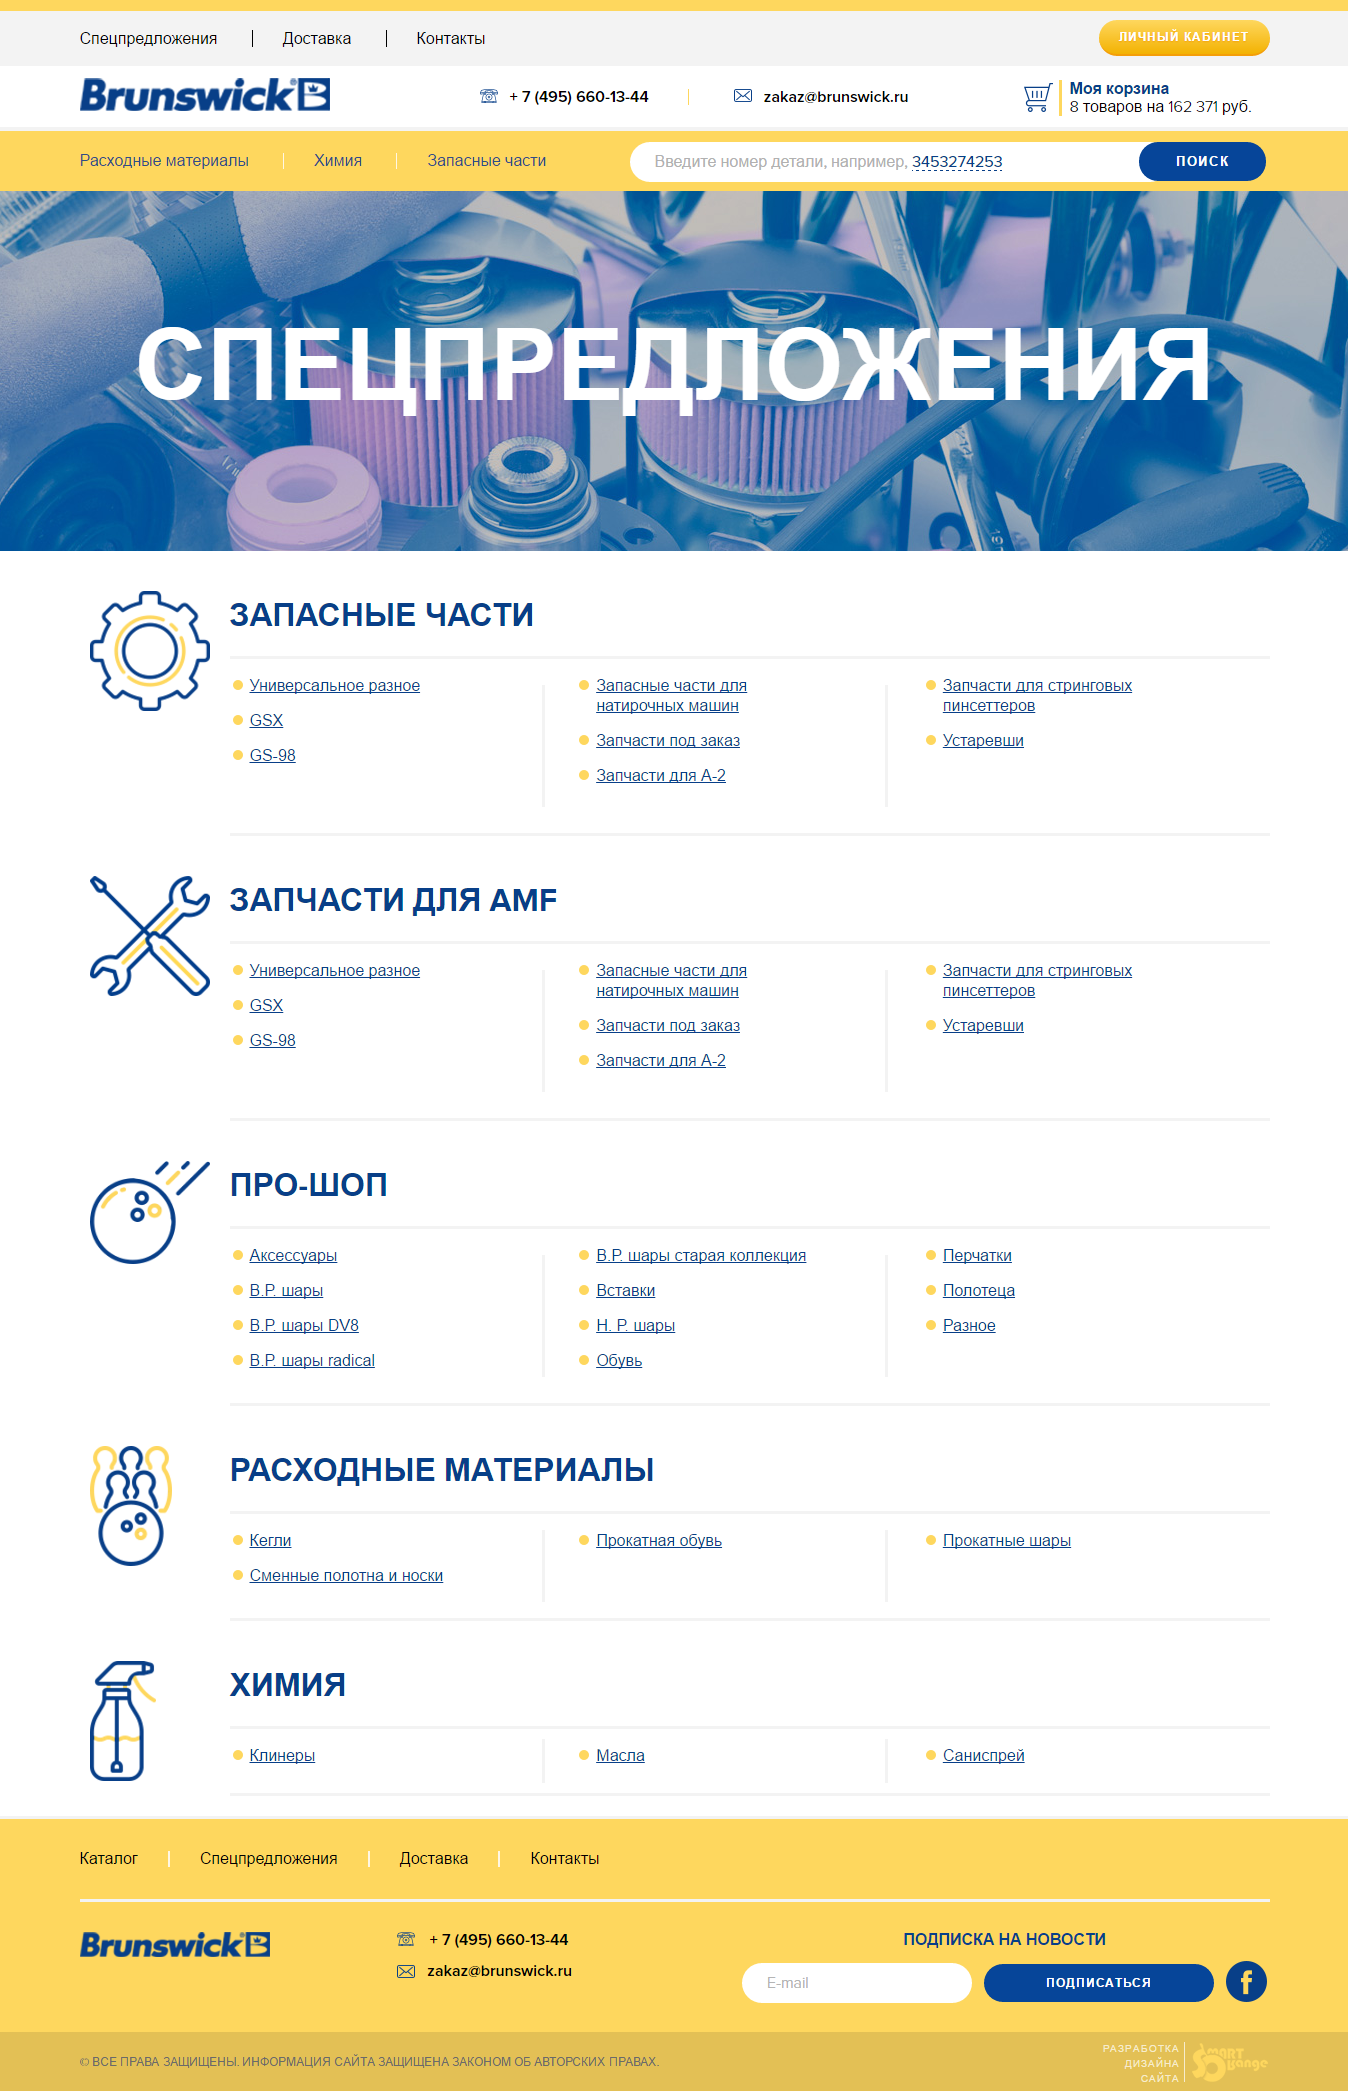 Спецпредложения
Доставка
Контакты
ЛИЧНЫЙ КАБИНЕТ
Brunswick
+ 7 (495) 660-13-44
zakaz@brunswick.ru
Моя корзина
8 товаров на 162 371 руб.
Расходные материалы
Химия
Запасные части
Введите номер детали, например, 3453274253
ПОИСК
СПЕЦПРЕДЛОЖЕНИЯ
ЗАПАСНЫЕ ЧАСТИ
Универсальное разное
GSX
GS-98
Запасные части для
натирочных машин
Запчасти под заказ
Запчасти для А-2
Запчасти для стринговых
пинсеттеров
Устаревши
ЗАПЧАСТИ ДЛЯ AMF
Универсальное разное
GSX
GS-98
Запасные части для
натирочных машин
Запчасти под заказ
Запчасти для А-2
Запчасти для стринговых
пинсеттеров
Устаревши
ПРО-ШОП
Аксессуары
B.P. шары
B.P. шары DV8
B.P. шары radical
B.P. шары старая коллекция
Вставки
H. P. шары
Обувь
Перчатки
Полотеца
Разное
РАСХОДНЫЕ МАТЕРИАЛЫ
Кегли
Сменные полотна и носки
Прокатная обувь
Прокатные шары
ХИМИЯ
Клинеры
Масла
Саниспрей
Каталог
Спецпредложения
Доставка
Контакты
Brunswick
+ 7 (495) 660-13-44
zakaz@brunswick.ru
ПОДПИСКА НА НОВОСТИ
E-mail
ПОДПИСАТЬСЯ
© ВСЕ ПРАВА ЗАЩИЩЕНЫ. ИНФОРМАЦИЯ САЙТА ЗАЩИЩЕНА ЗАКОНОМ ОБ АВТОРСКИХ ПРАВАХ.
РАЗРАБОТКА
ДИЗАЙНА
САЙТА